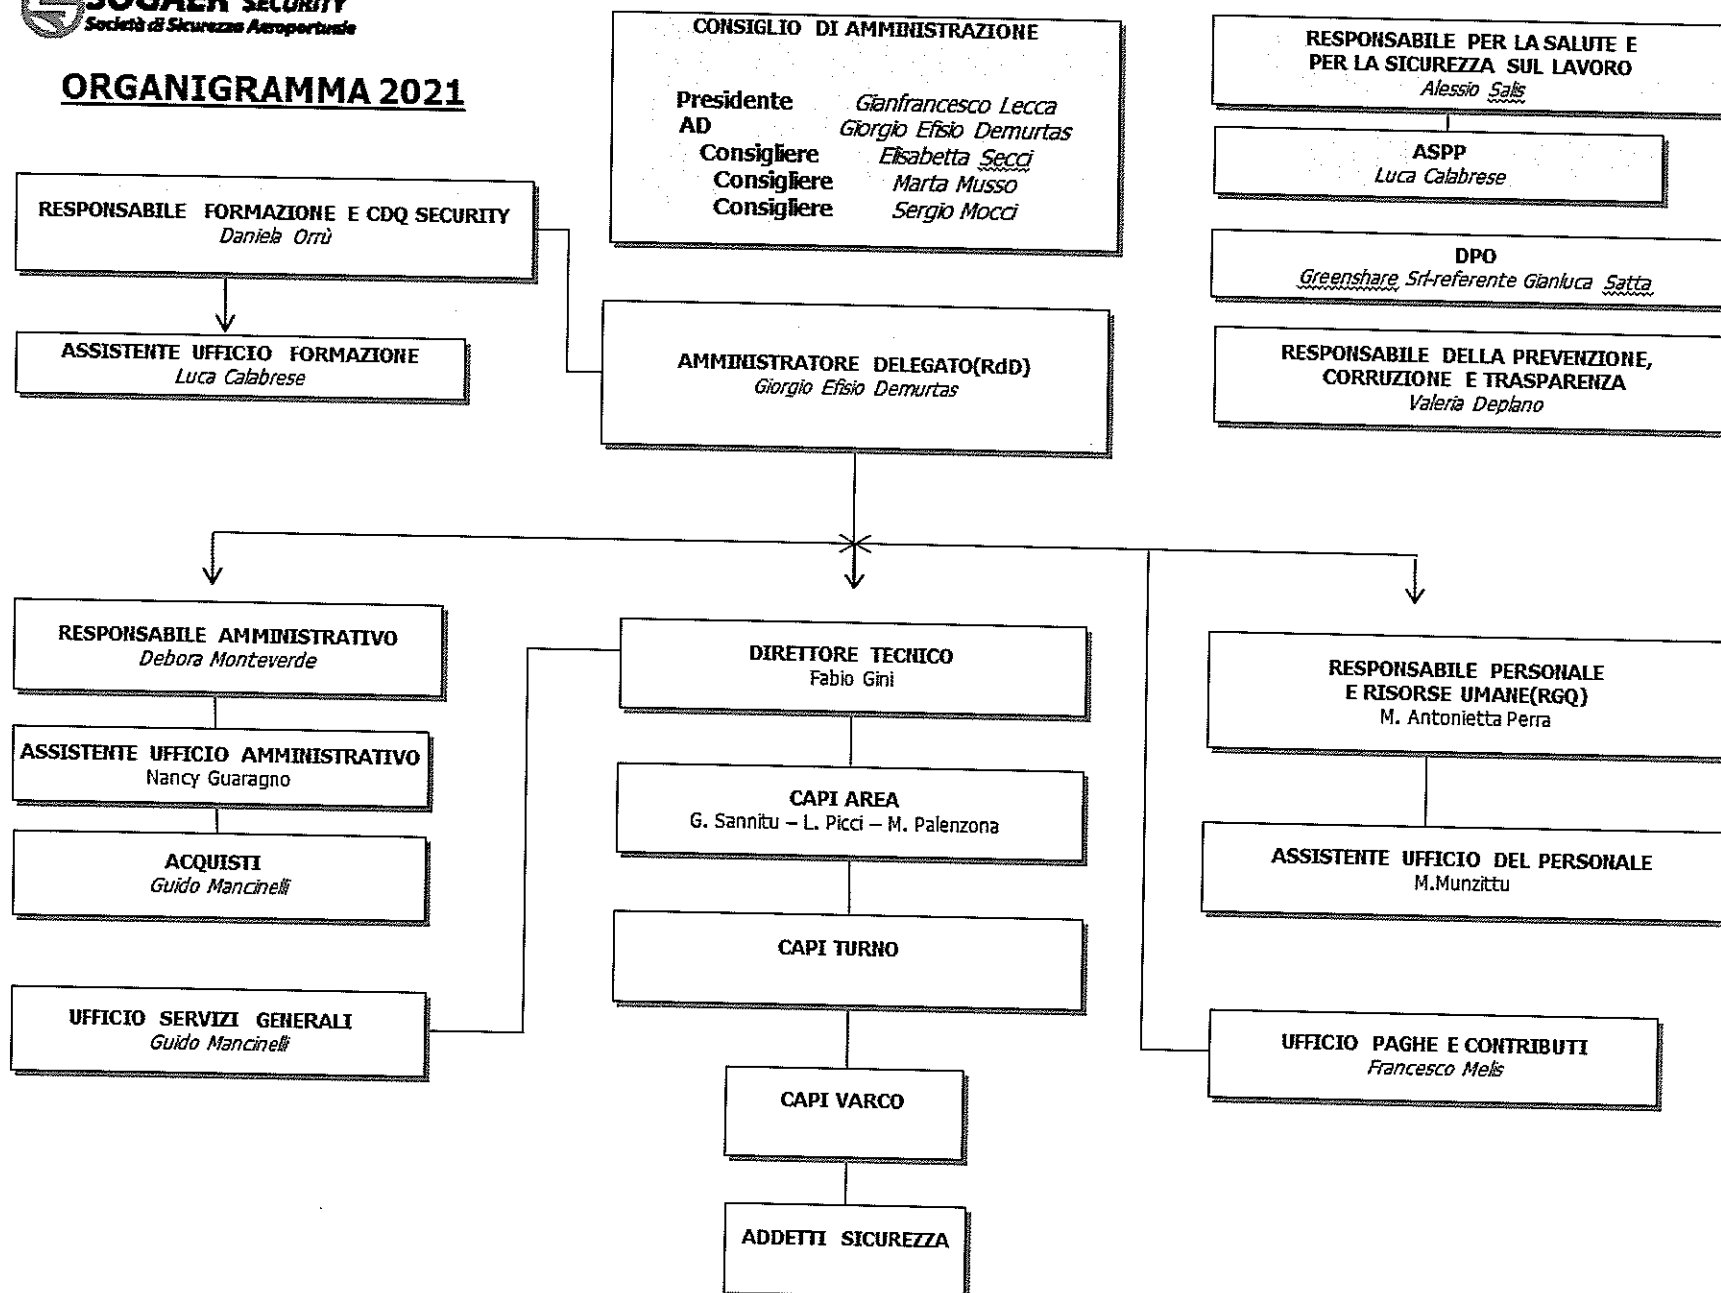 SOGAER SECURITY
Società di Sicurezza Aeroportuale
ORGANIGRAMMA 2021
CONSIGLIO DI AMMINISTRAZIONE
Presidente Gianfrancesco Lecca
AD Giorgio Efisio Demurtas
Consigliere Elisabetta Secci
Consigliere Marta Musso
Consigliere Sergio Mocci
RESPONSABILE PER LA SALUTE E
PER LA SICUREZZA SUL LAVORO
Alessio Salis
ASPP
Luca Calabrese
RESPONSABILE FORMAZIONE E CDQ SECURITY
Daniela Orrù
DPO
Greenshare Srl-referente Gianluca Satta
ASSISTENTE UFFICIO FORMAZIONE
Luca Calabrese
AMMINISTRATORE DELEGATO(RdD)
Giorgio Efisio Demurtas
RESPONSABILE DELLA PREVENZIONE,
CORRUZIONE E TRASPARENZA
Valeria Deplano
RESPONSABILE AMMINISTRATIVO
Debora Monteverde
DIRETTORE TECNICO
Fabio Gini
RESPONSABILE PERSONALE
E RISORSE UMANE(RGQ)
M. Antonietta Perra
ASSISTENTE UFFICIO AMMINISTRATIVO
Nancy Guaragno
CAPI AREA
G. Sannitu – L. Picci – M. Palenzona
ACQUISTI
Guido Mancinelli
ASSISTENTE UFFICIO DEL PERSONALE
M.Munzittu
CAPI TURNO
UFFICIO SERVIZI GENERALI
Guido Mancinelli
UFFICIO PAGHE E CONTRIBUTI
Francesco Melis
CAPI VARCO
ADDETTI SICUREZZA